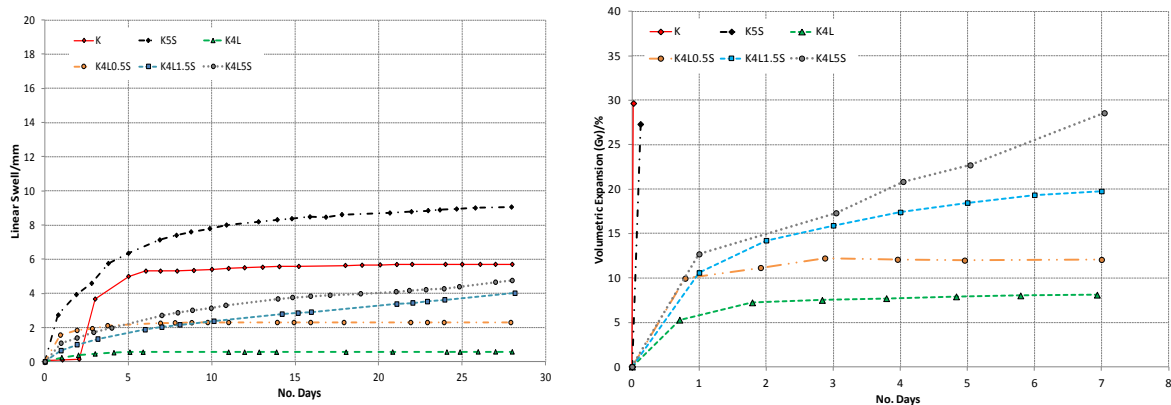 20
18
16
14
12
10
8
6
4
2
0
Linear Swell/mm
K K5S K4L
K4L0.5S K4L1.5S K4L5S
0 5 10 15 20 25 30
No. Days
40
35
30
25
20
15
10
5
0
Volumetric Expansion (Gv)/%
K K5S K4L
K4L0.5S K4L1.5S K4L5S
0 1 2 3 4 5 6 7 8
No. Days